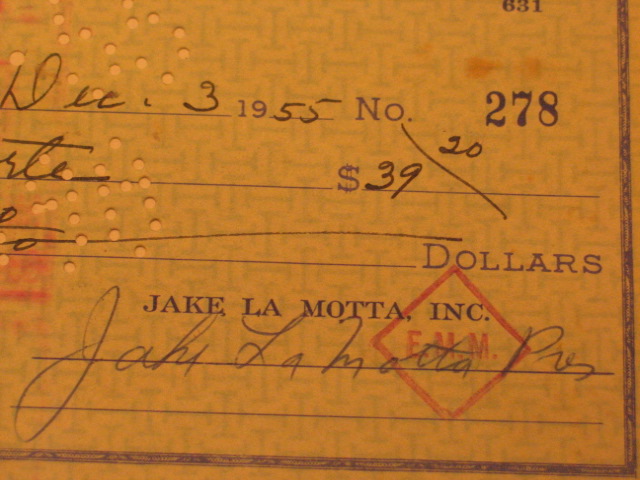 631
Dec. 3 1955 No. 278
$ 39 20
DOLLARS
JAKE LA MOTTA, INC.
F.M.M.
Jake La Motta Pres